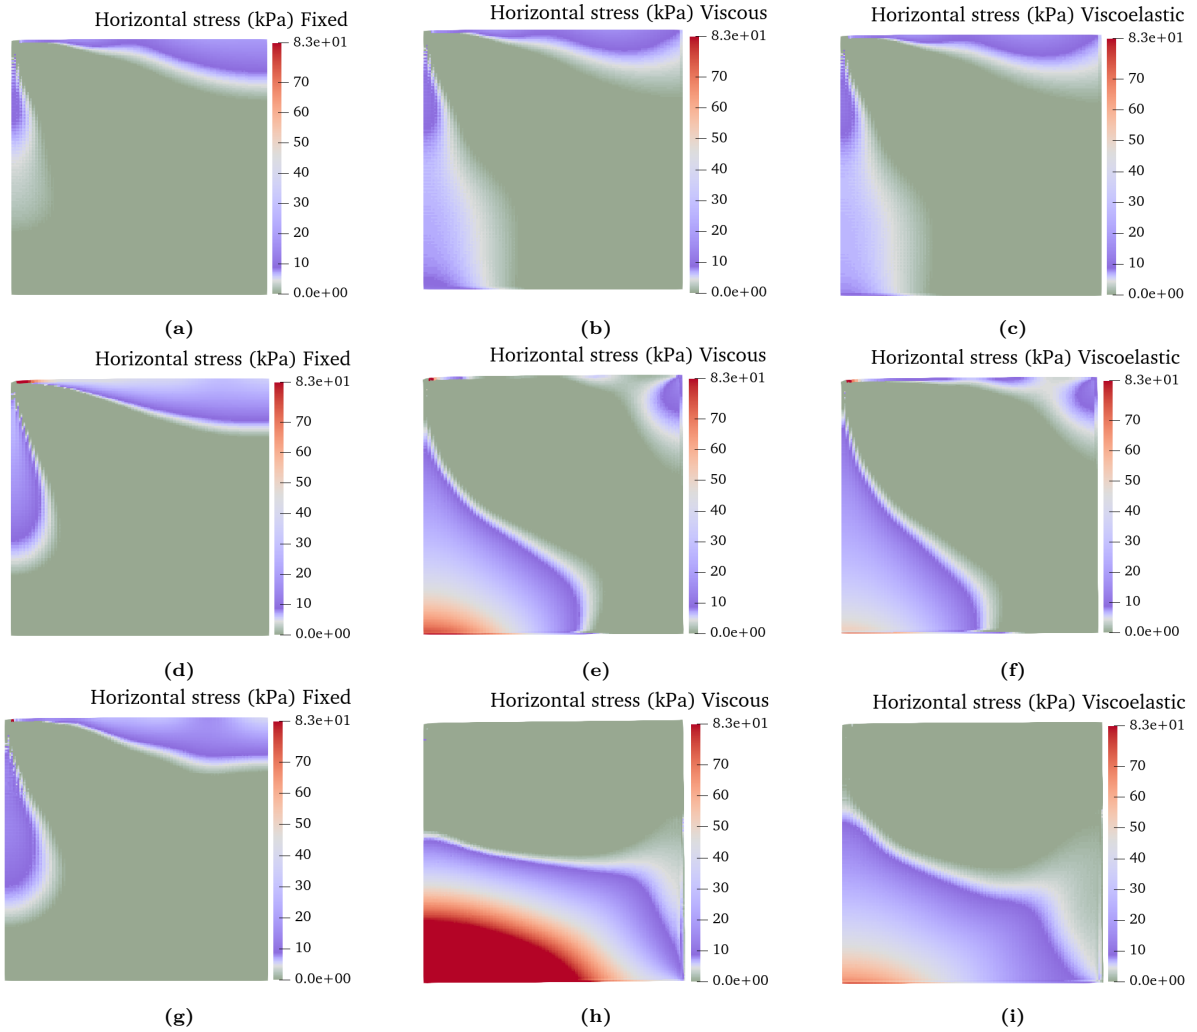 Horizontal stress (kPa) Fixed
8.3e+01
70
60
50
40
30
20
10
0.0e+00
(a)
Horizontal stress (kPa) Viscous
8.3e+01
70
60
50
40
30
20
10
0.0e+00
(b)
Horizontal stress (kPa) Viscoelastic
8.3e+01
70
60
50
40
30
20
10
0.0e+00
(c)
Horizontal stress (kPa) Fixed
8.3e+01
70
60
50
40
30
20
10
0.0e+00
(d)
Horizontal stress (kPa) Viscous
8.3e+01
70
60
50
40
30
20
10
0.0e+00
(e)
Horizontal stress (kPa) Viscoelastic
8.3e+01
70
60
50
40
30
20
10
0.0e+00
(f)
Horizontal stress (kPa) Fixed
8.3e+01
70
60
50
40
30
20
10
0.0e+00
(g)
Horizontal stress (kPa) Viscous
8.3e+01
70
60
50
40
30
20
10
0.0e+00
(h)
Horizontal stress (kPa) Viscoelastic
8.3e+01
70
60
50
40
30
20
10
0.0e+00
(i)